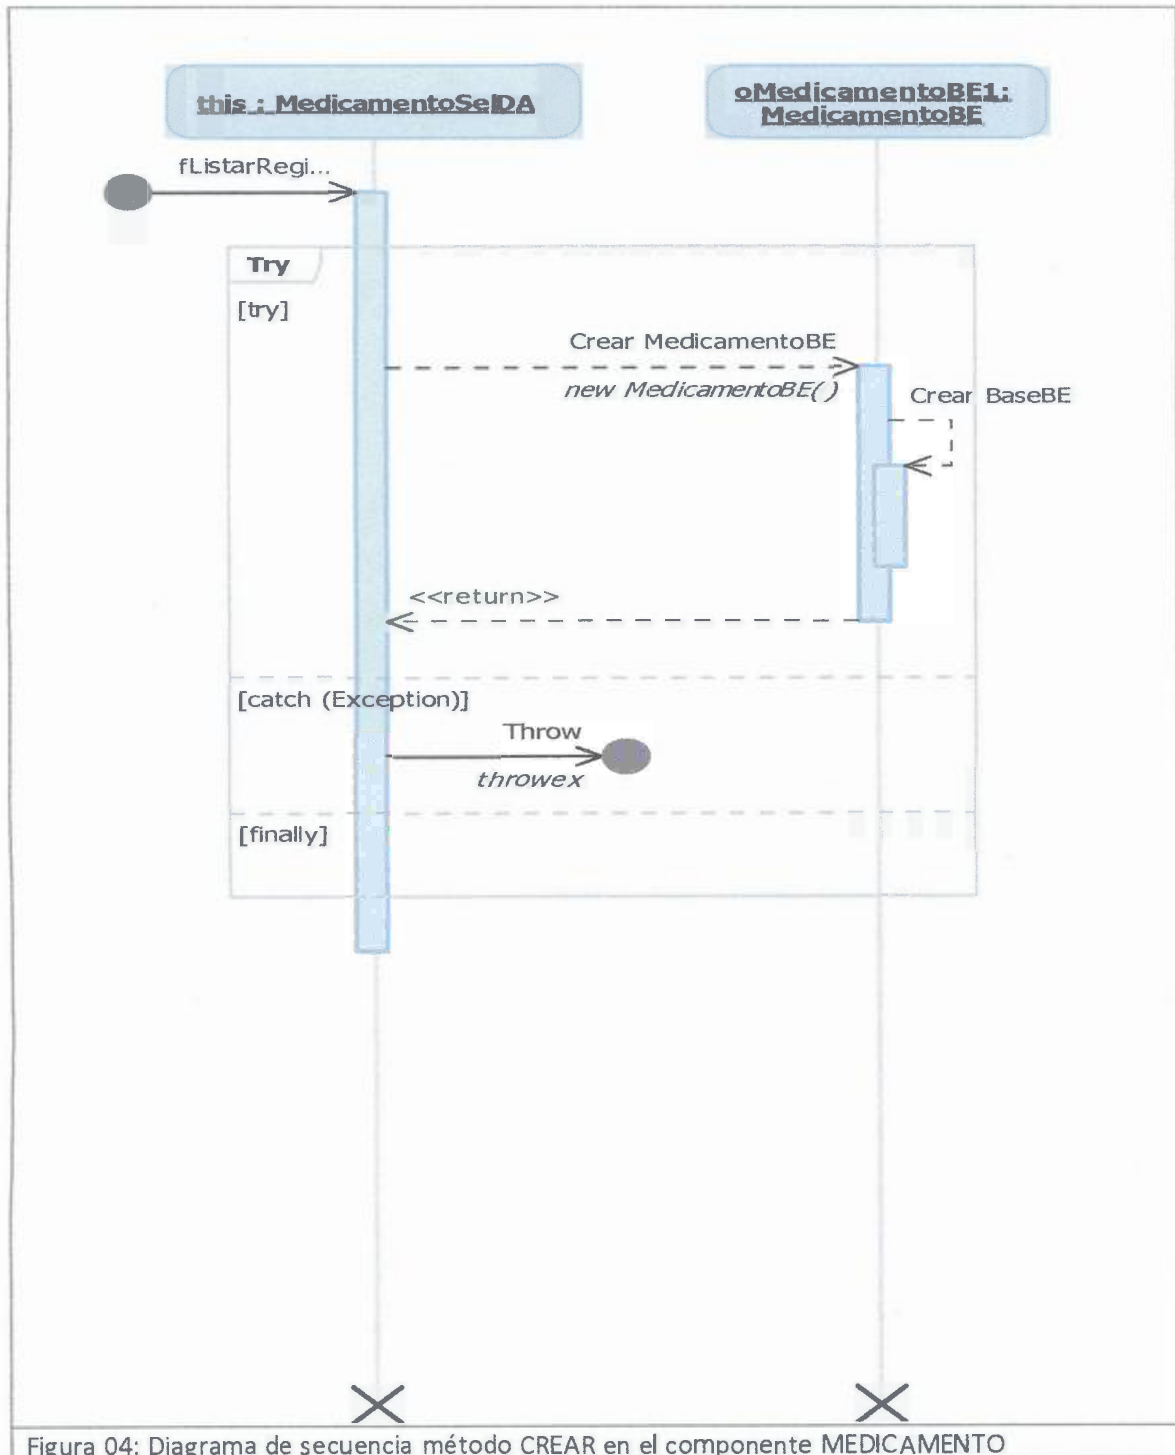 this : MedicamentoSelDA
oMedicamentoBE1:
MedicamentoBE
fListarRegi...
Try
[try]
Crear MedicamentoBE
new MedicamentoBE()
Crear BaseBE
<<return>>
[catch (Exception)]
Throw
throwex
[finally]
Figura 04: Diagrama de secuencia método CREAR en el componente MEDICAMENTO